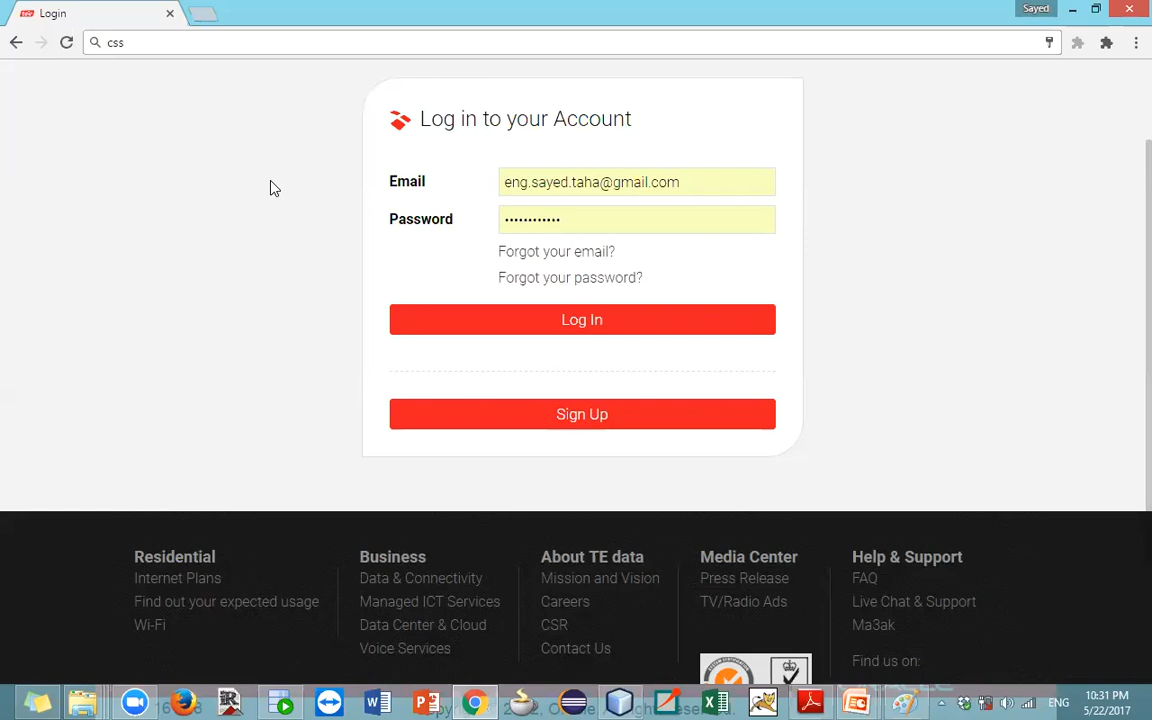 Login
Sayed
css
Log in to your Account
Email
eng.sayed.taha@gmail.com
Password
Forgot your email?
Forgot your password?
Log In
Sign Up
Residential
Internet Plans
Find out your expected usage
Wi-Fi
Business
Data & Connectivity
Managed ICT Services
Data Center & Cloud
Voice Services
About TE data
Mission and Vision
Careers
CSR
Contact Us
Media Center
Press Release
TV/Radio Ads
Help & Support
FAQ
Live Chat & Support
Ma3ak
Find us on:
ENG
10:31 PM
5/22/2017